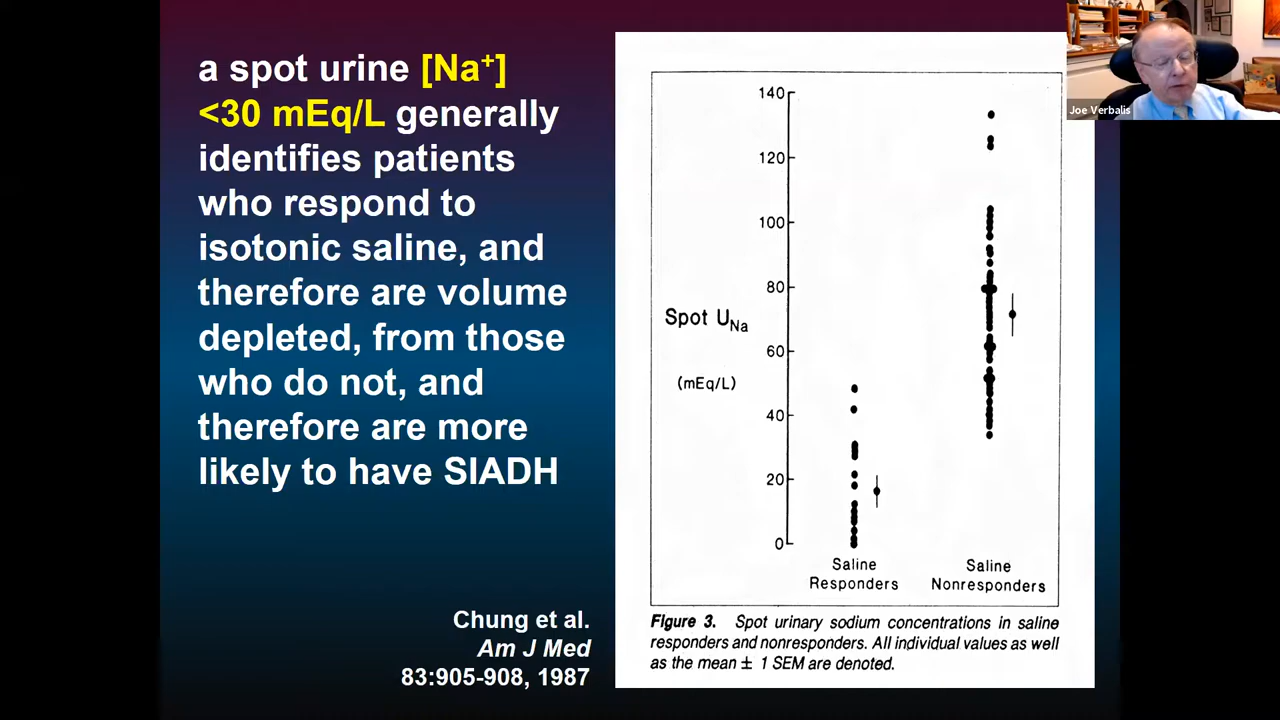 a spot urine [Na⁺]
<30 mEq/L generally
identifies patients
who respond to
isotonic saline, and
therefore are volume
depleted, from those
who do not, and
therefore are more
likely to have SIADH
Chung et al.
Am J Med
83:905-908, 1987
140
120
100
80
60
40
20
0
Spot UNa
(mEq/L)
Saline
Responders
Saline
Nonresponders
Figure 3. Spot urinary sodium concentrations in saline
responders and nonresponders. All individual values as well
as the mean ± 1 SEM are denoted.
Joe Verbalis